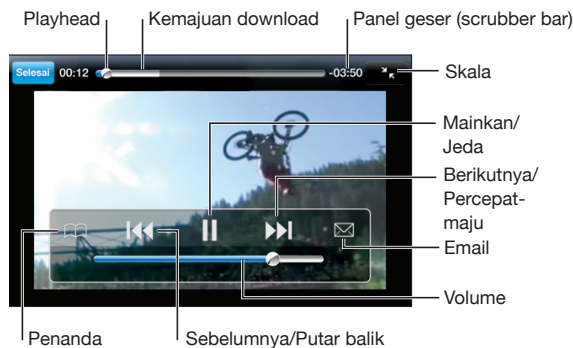 Playhead
Kemajuan download
Panel geser (scrubber bar)
Selesai
00:12
-03:50
Skala
Mainkan/
Jeda
Berikutnya/
Percepat-
maju
Email
Volume
Penanda
Sebelumnya/Putar balik